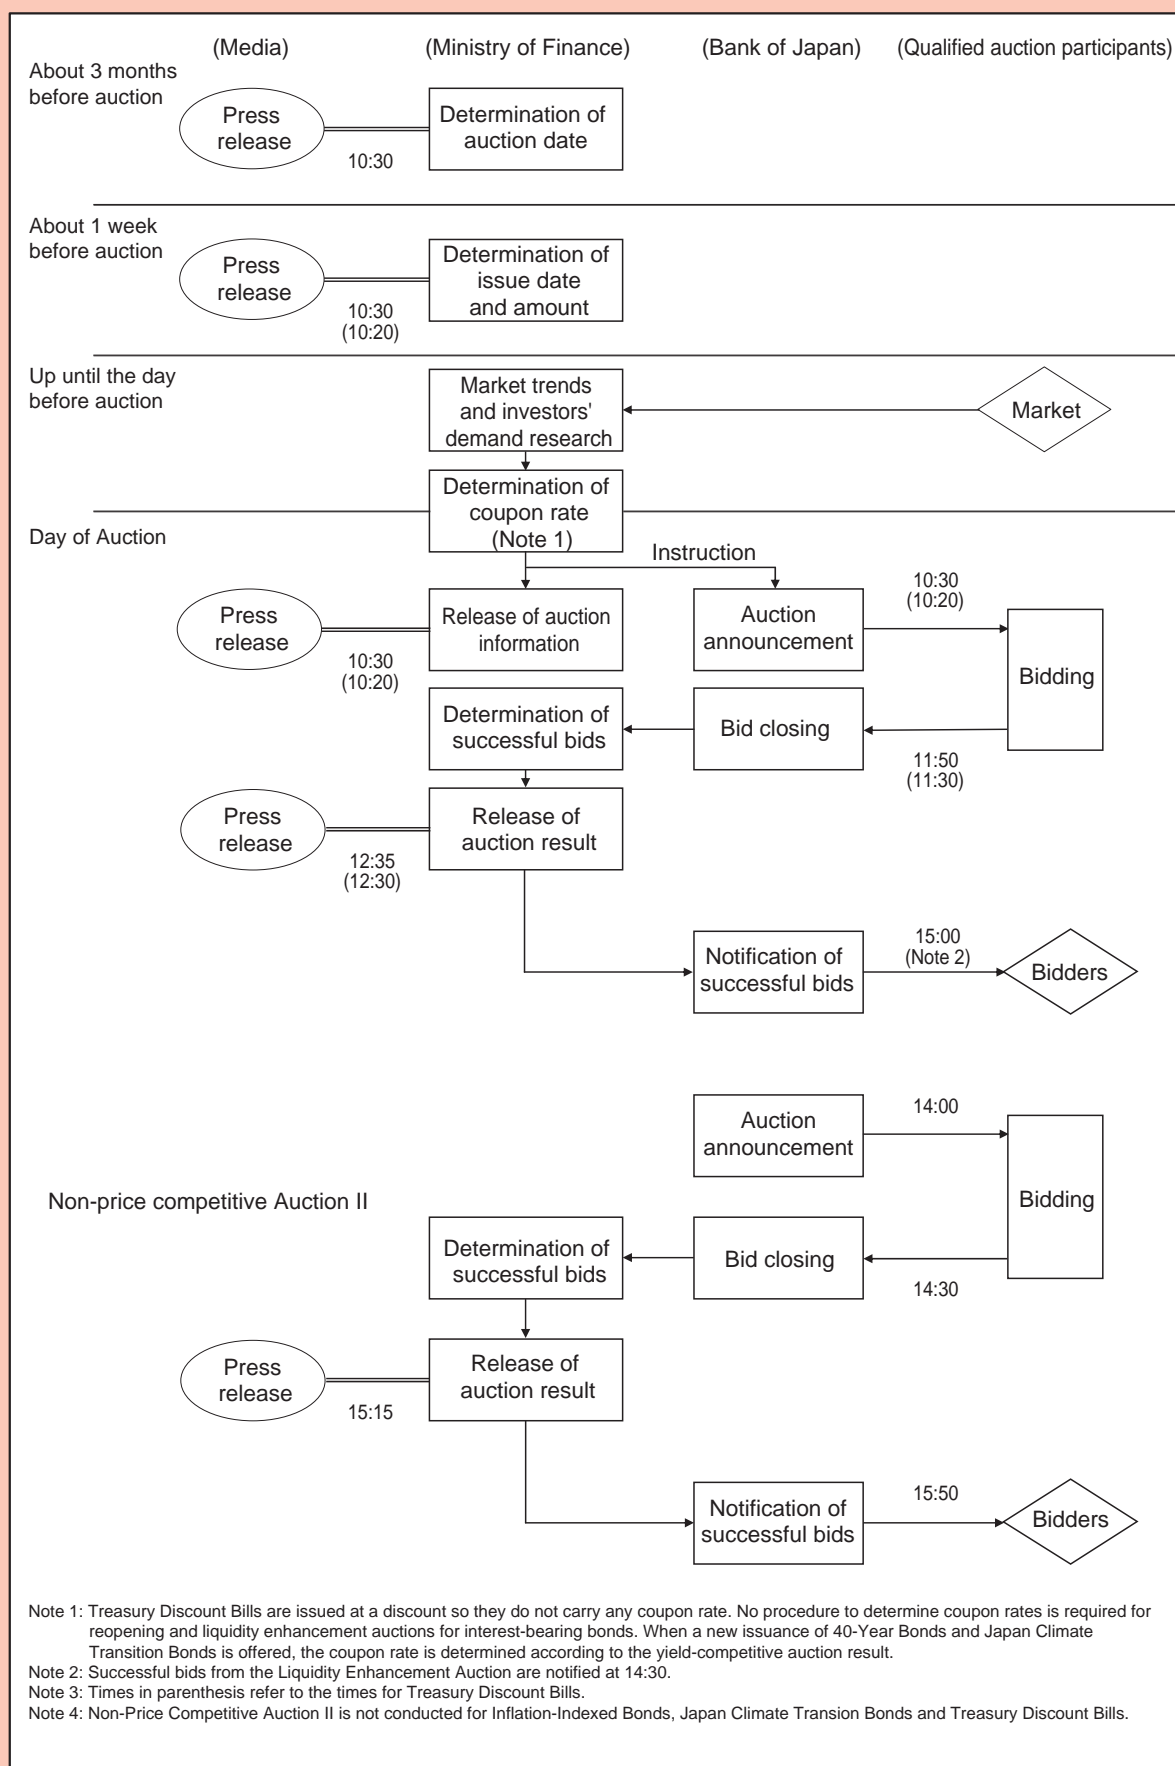 (Media)
(Ministry of Finance)
(Bank of Japan)
(Qualified auction participants)
About 3 months
before auction
Press
release
10:30
Determination of
auction date
About 1 week
before auction
Press
release
10:30
(10:20)
Determination of
issue date
and amount
Up until the day
before auction
Market trends
and investors'
demand research
Market
Determination of
coupon rate
(Note 1)
Day of Auction
Instruction
Press
release
10:30
(10:20)
Release of auction
information
Auction
announcement
10:30
(10:20)
Bidding
Determination of
successful bids
Bid closing
11:50
(11:30)
Press
release
12:35
(12:30)
Release of
auction result
Notification of
successful bids
15:00
(Note 2)
Bidders
Auction
announcement
14:00
Bidding
Non-price competitive Auction II
Determination of
successful bids
Bid closing
14:30
Press
release
15:15
Release of
auction result
Notification of
successful bids
15:50
Bidders
Note 1: Treasury Discount Bills are issued at a discount so they do not carry any coupon rate. No procedure to determine coupon rates is required for
reopening and liquidity enhancement auctions for interest-bearing bonds. When a new issuance of 40-Year Bonds and Japan Climate
Transition Bonds is offered, the coupon rate is determined according to the yield-competitive auction result.
Note 2: Successful bids from the Liquidity Enhancement Auction are notified at 14:30.
Note 3: Times in parenthesis refer to the times for Treasury Discount Bills.
Note 4: Non-Price Competitive Auction II is not conducted for Inflation-Indexed Bonds, Japan Climate Transion Bonds and Treasury Discount Bills.